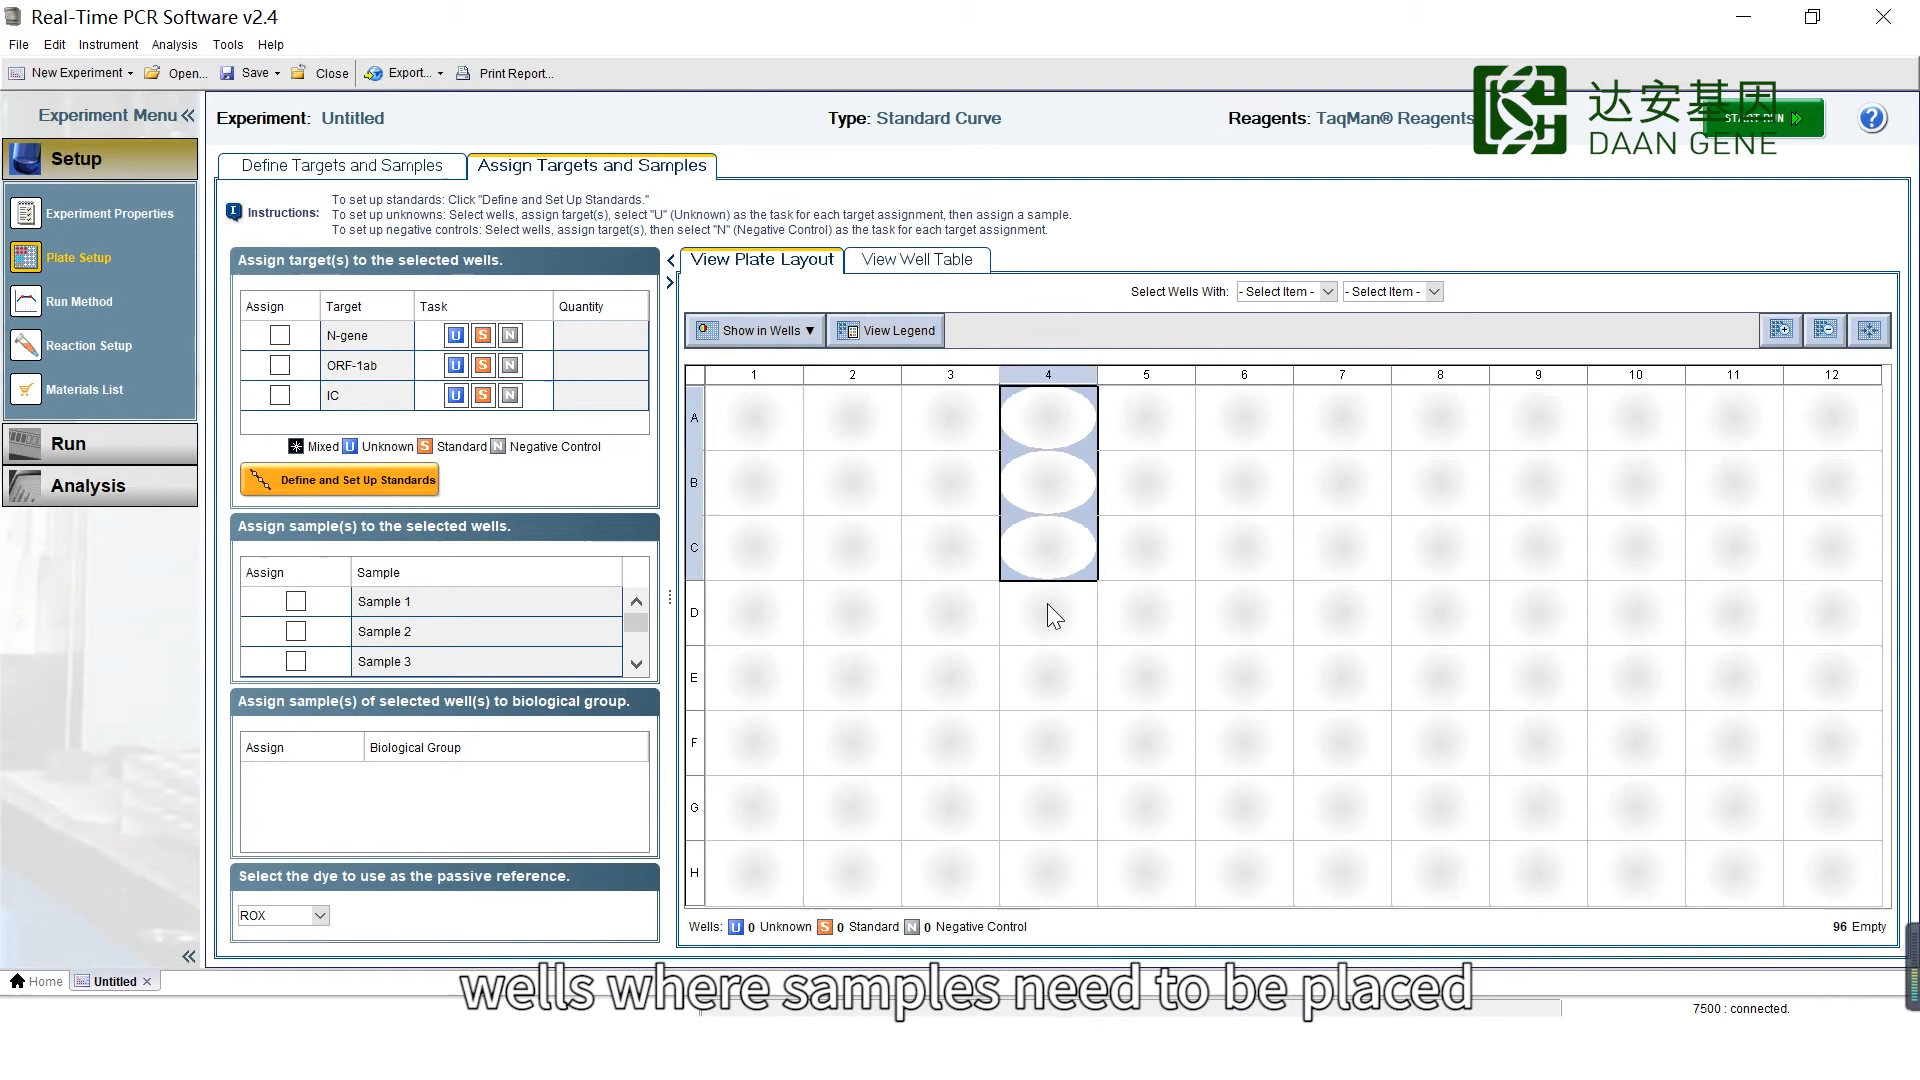 Real-Time PCR Software v2.4
File Edit Instrument Analysis Tools Help
New Experiment Open... Save Close Export... Print Report...
Experiment Menu «
Experiment: Untitled
Type: Standard Curve
Reagents: TaqMan® Reagents
START RUN
达安基因
DAAN GENE
?
Setup
Experiment Properties
Plate Setup
Run Method
Reaction Setup
Materials List
Run
Analysis
Define Targets and Samples
Assign Targets and Samples
Instructions:
To set up standards: Click "Define and Set Up Standards."
To set up unknowns: Select wells, assign target(s), select "U" (Unknown) as the task for each target assignment, then assign a sample.
To set up negative controls: Select wells, assign target(s), then select "N" (Negative Control) as the task for each target assignment.
Assign target(s) to the selected wells.
Assign Target Task Quantity
N-gene U S N
ORF-1ab U S N
IC U S N
Mixed U Unknown S Standard N Negative Control
Define and Set Up Standards
Assign sample(s) to the selected wells.
Assign Sample
Sample 1
Sample 2
Sample 3
Assign sample(s) of selected well(s) to biological group.
Assign Biological Group
Select the dye to use as the passive reference.
ROX
View Plate Layout
View Well Table
Select Wells With: - Select Item - - Select Item -
Show in Wells ▼ View Legend
1 2 3 4 5 6 7 8 9 10 11 12
A
B
C
D
E
F
G
H
Wells: U 0 Unknown S 0 Standard N 0 Negative Control
96 Empty
Home Untitled
wells where samples need to be placed
7500 : connected.